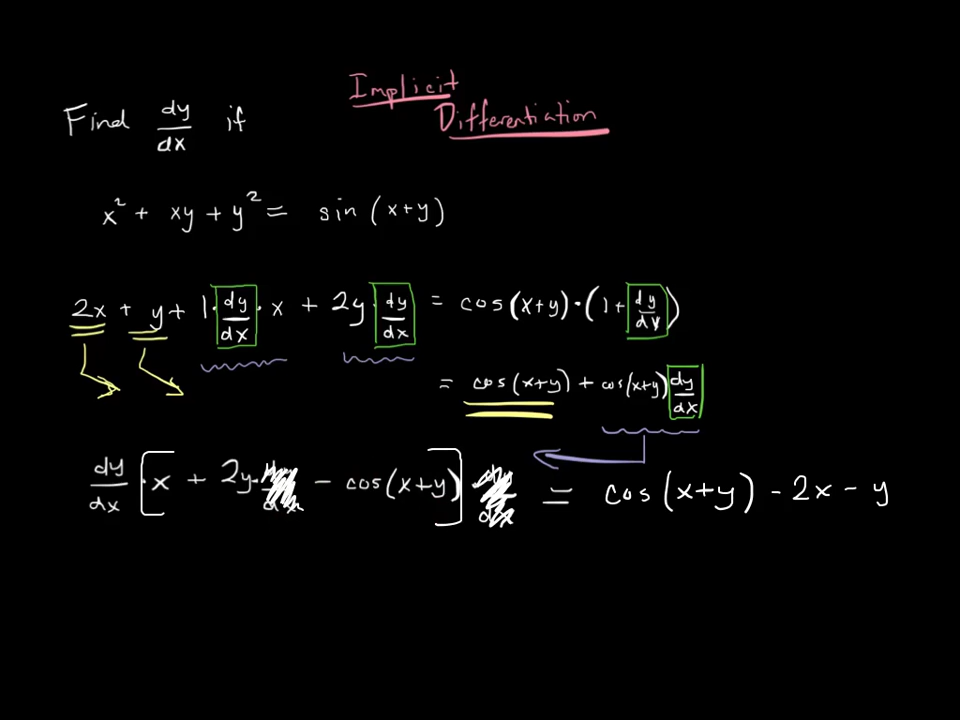 Implicit
Differentiation
Find dy/dx if
x² + xy + y² = sin (x+y)
2x + y + 1 · dy/dx · x + 2y · dy/dx = cos(x+y) · (1 + dy/dx)
= cos(x+y) + cos(x+y) dy/dx
dy/dx [ · x + 2y · − cos(x+y) ] · = cos(x+y) - 2x - y